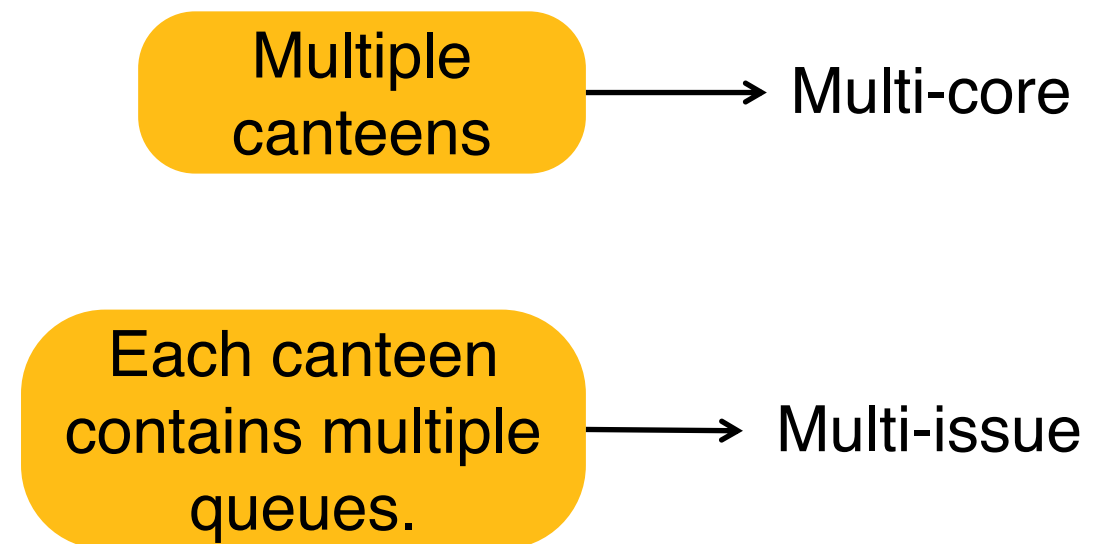 Multiple
canteens
Multi-core
Each canteen
contains multiple
queues.
Multi-issue